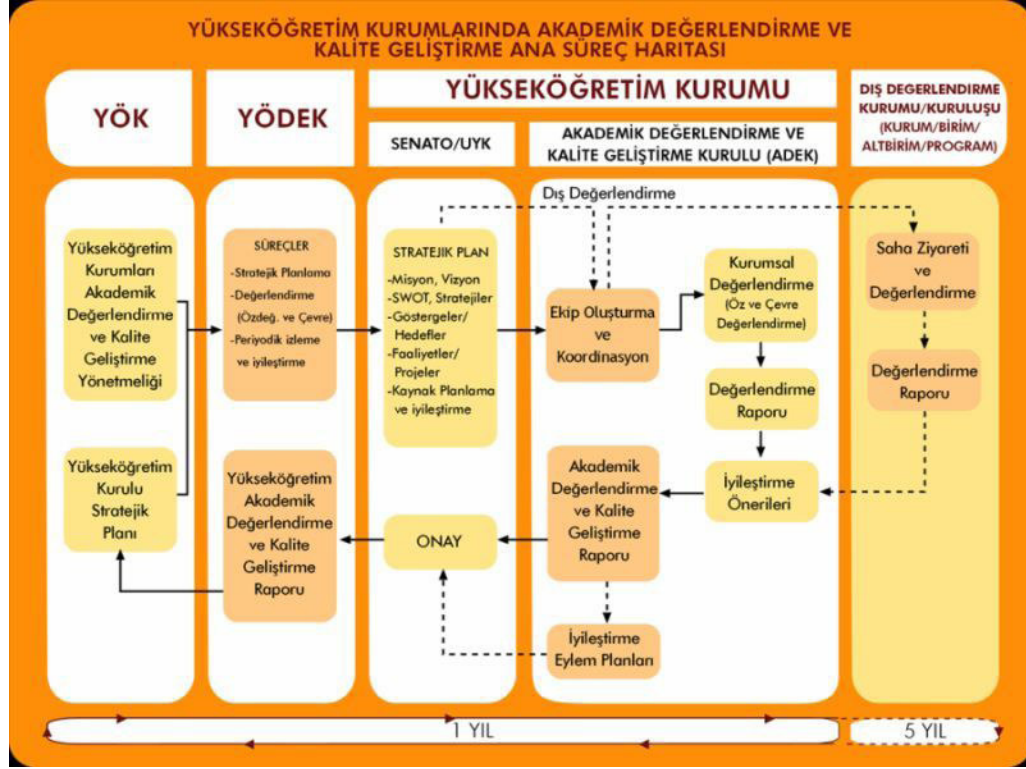 YÜKSEKÖĞRETİM KURUMLARINDA AKADEMİK DEĞERLENDİRME VE
KALİTE GELİŞTİRME ANA SÜREÇ HARITASI
YÖK
YÖDEK
YÜKSEKÖĞRETİM KURUMU
SENATO/UYK
AKADEMİK DEĞERLENDİRME VE
KALİTE GELİŞTİRME KURULU (ADEK)
DIŞ DEGERLENDİRME
KURUMU/KURULUŞU
(KURUM/BİRİM/
ALTBİRİM/PROGRAM)
Yükseköğretim
Kurumları
Akademik
Değerlendirme
ve Kalite
Geliştirme
Yönetmeliği
Yükseköğretim
Kurulu
Stratejik
Planı
SÜREÇLER
-Stratejik Planlama
-Değerlendirme
(Özdeğ. ve Çevre)
-Periyodik izleme
ve iyileştirme
Yükseköğretim
Akademik
Değerlendirme
ve Kalite
Geliştirme
Raporu
STRATEJIK PLAN
-Misyon, Vizyon
-SWOT, Stratejiler
-Göstergeler/
Hedefler
-Faaliyetler/
Projeler
-Kaynak Planlama
ve iyileştirme
ONAY
Dış Değerlendirme
Ekip Oluşturma
ve
Koordinasyon
Kurumsal
Değerlendirme
(Öz ve Çevre
Değerlendirme)
Değerlendirme
Raporu
İyileştirme
Önerileri
Akademik
Değerlendirme
ve Kalite
Geliştirme
Raporu
İyileştirme
Eylem Planları
Saha Ziyareti
ve
Değerlendirme
Değerlendirme
Raporu
1 YIL
5 YIL